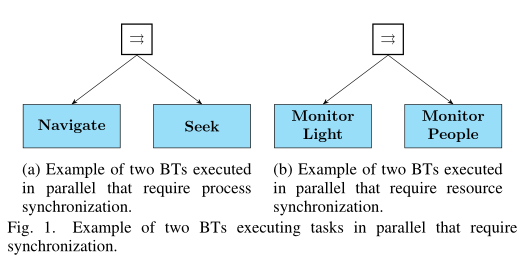 ⇉
Navigate
Seek
(a) Example of two BTs executed
in parallel that require process
synchronization.
⇉
Monitor
Light
Monitor
People
(b) Example of two BTs executed
in parallel that require resource
synchronization.
Fig. 1. Example of two BTs executing tasks in parallel that require
synchronization.